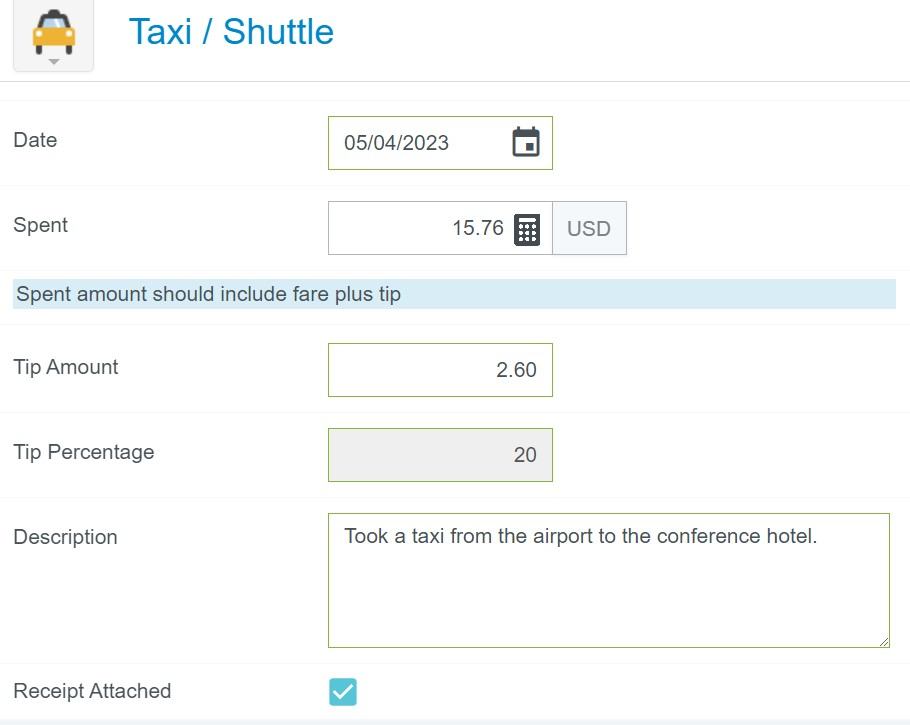 Taxi / Shuttle
Date 05/04/2023
Spent 15.76 USD
Spent amount should include fare plus tip
Tip Amount 2.60
Tip Percentage 20
Description Took a taxi from the airport to the conference hotel.
Receipt Attached